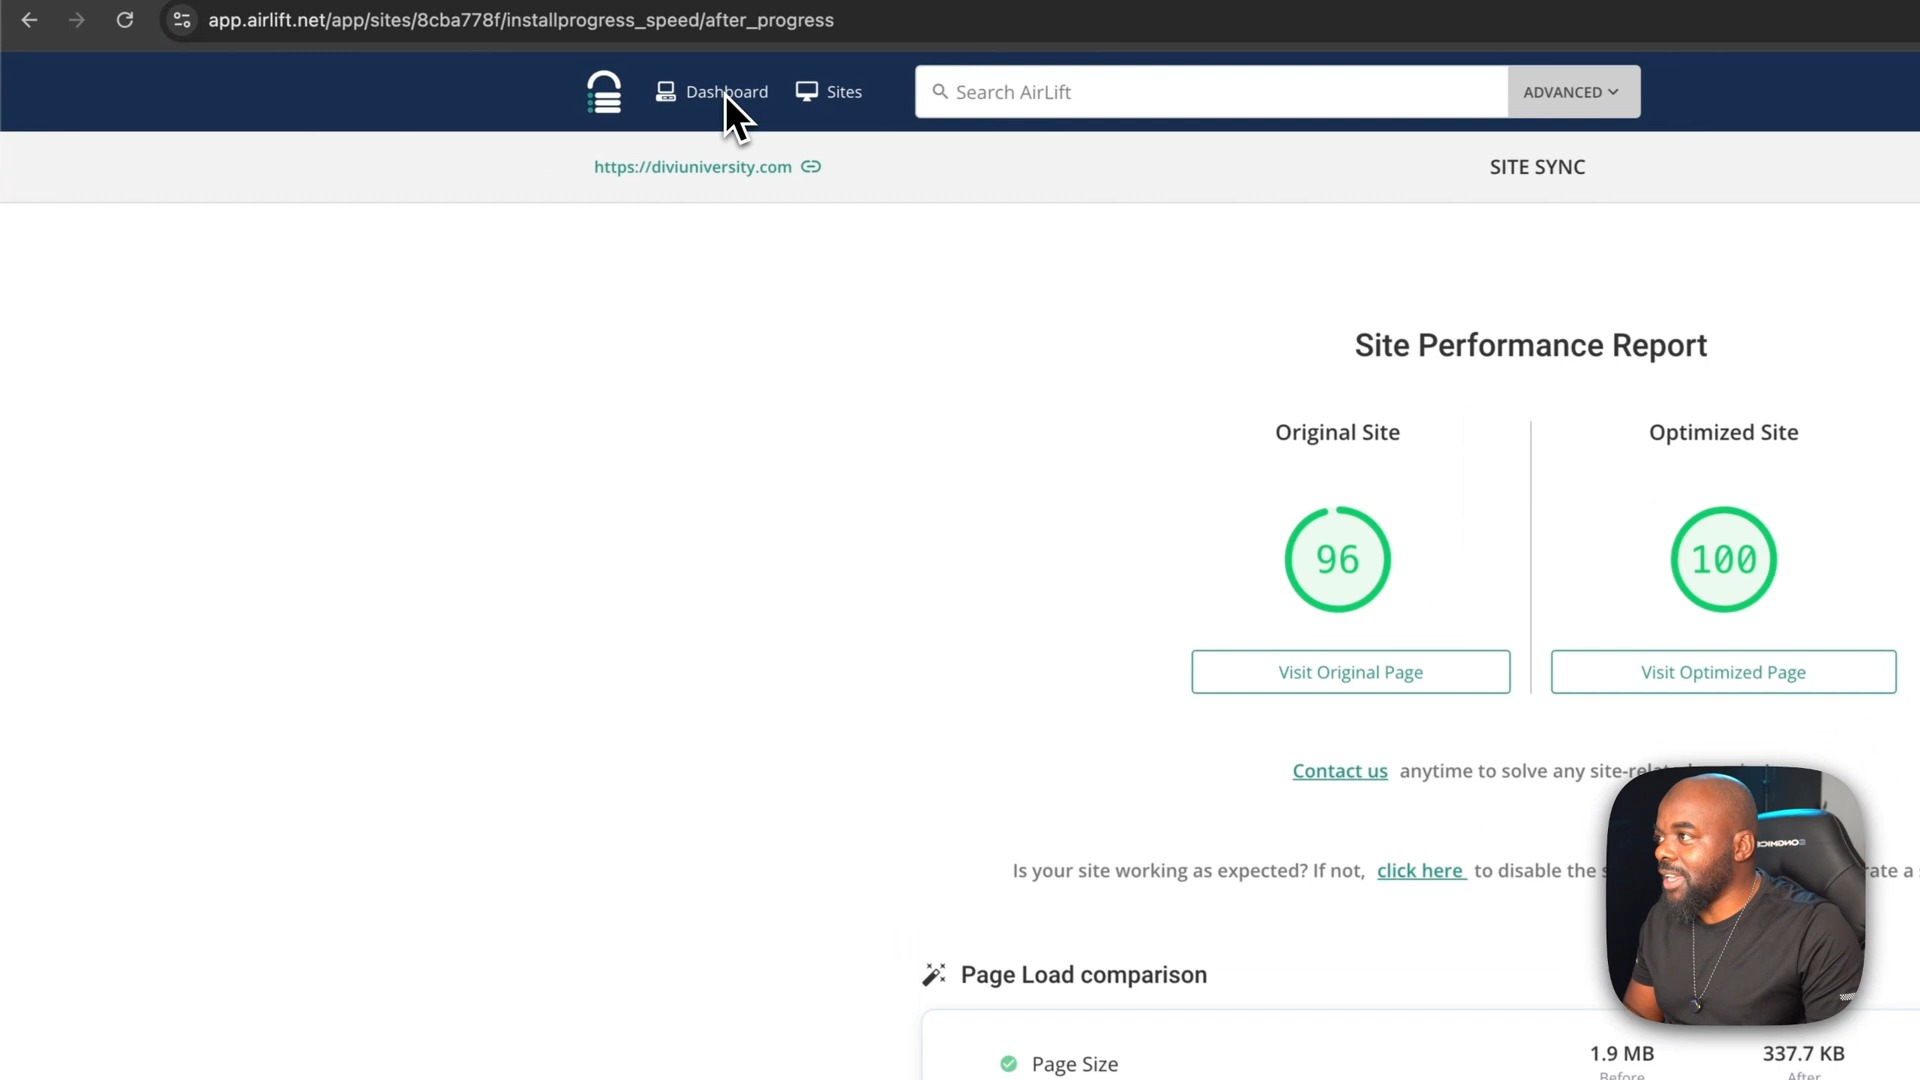 app.airlift.net/app/sites/8cba778f/installprogress_speed/after_progress
Dashboard
Sites
Search AirLift
ADVANCED
https://diviuniversity.com
SITE SYNC
Site Performance Report
Original Site
Optimized Site
96
100
Visit Original Page
Visit Optimized Page
Contact us anytime to solve any
Is your site working as expected? If not, click here to disable the
Page Load comparison
Page Size
1.9 MB
337.7 KB
Before
After